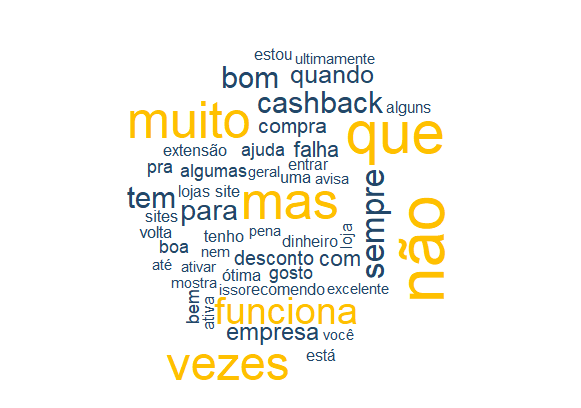 estou ultimamente
bom quando
cashback alguns
muito compra que
extensão ajuda falha
pra algumas geral entrar
uma avisa
tem lojas site mas sempre não
sites para
volta tenho pena loja
boa nem dinheiro
até ativar desconto com
mostra ótima gosto
isso recomendo excelente
bem ativa funciona
empresa você
vezes está